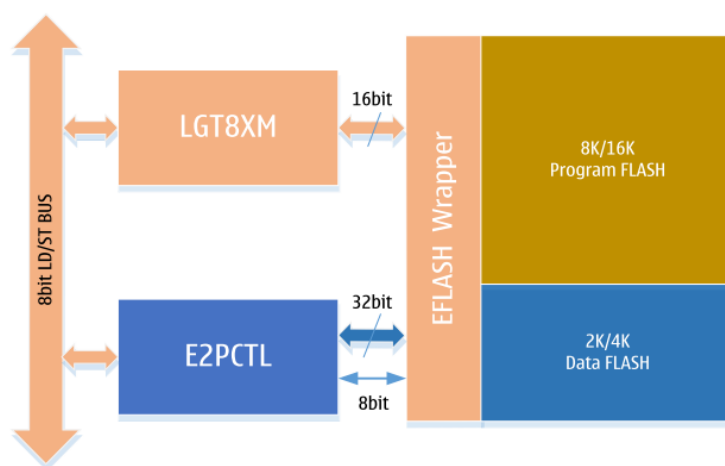 8bit LD/ST BUS
LGT8XM
16bit
EFLASH Wrapper
8K/16K
Program FLASH
E2PCTL
32bit
8bit
2K/4K
Data FLASH